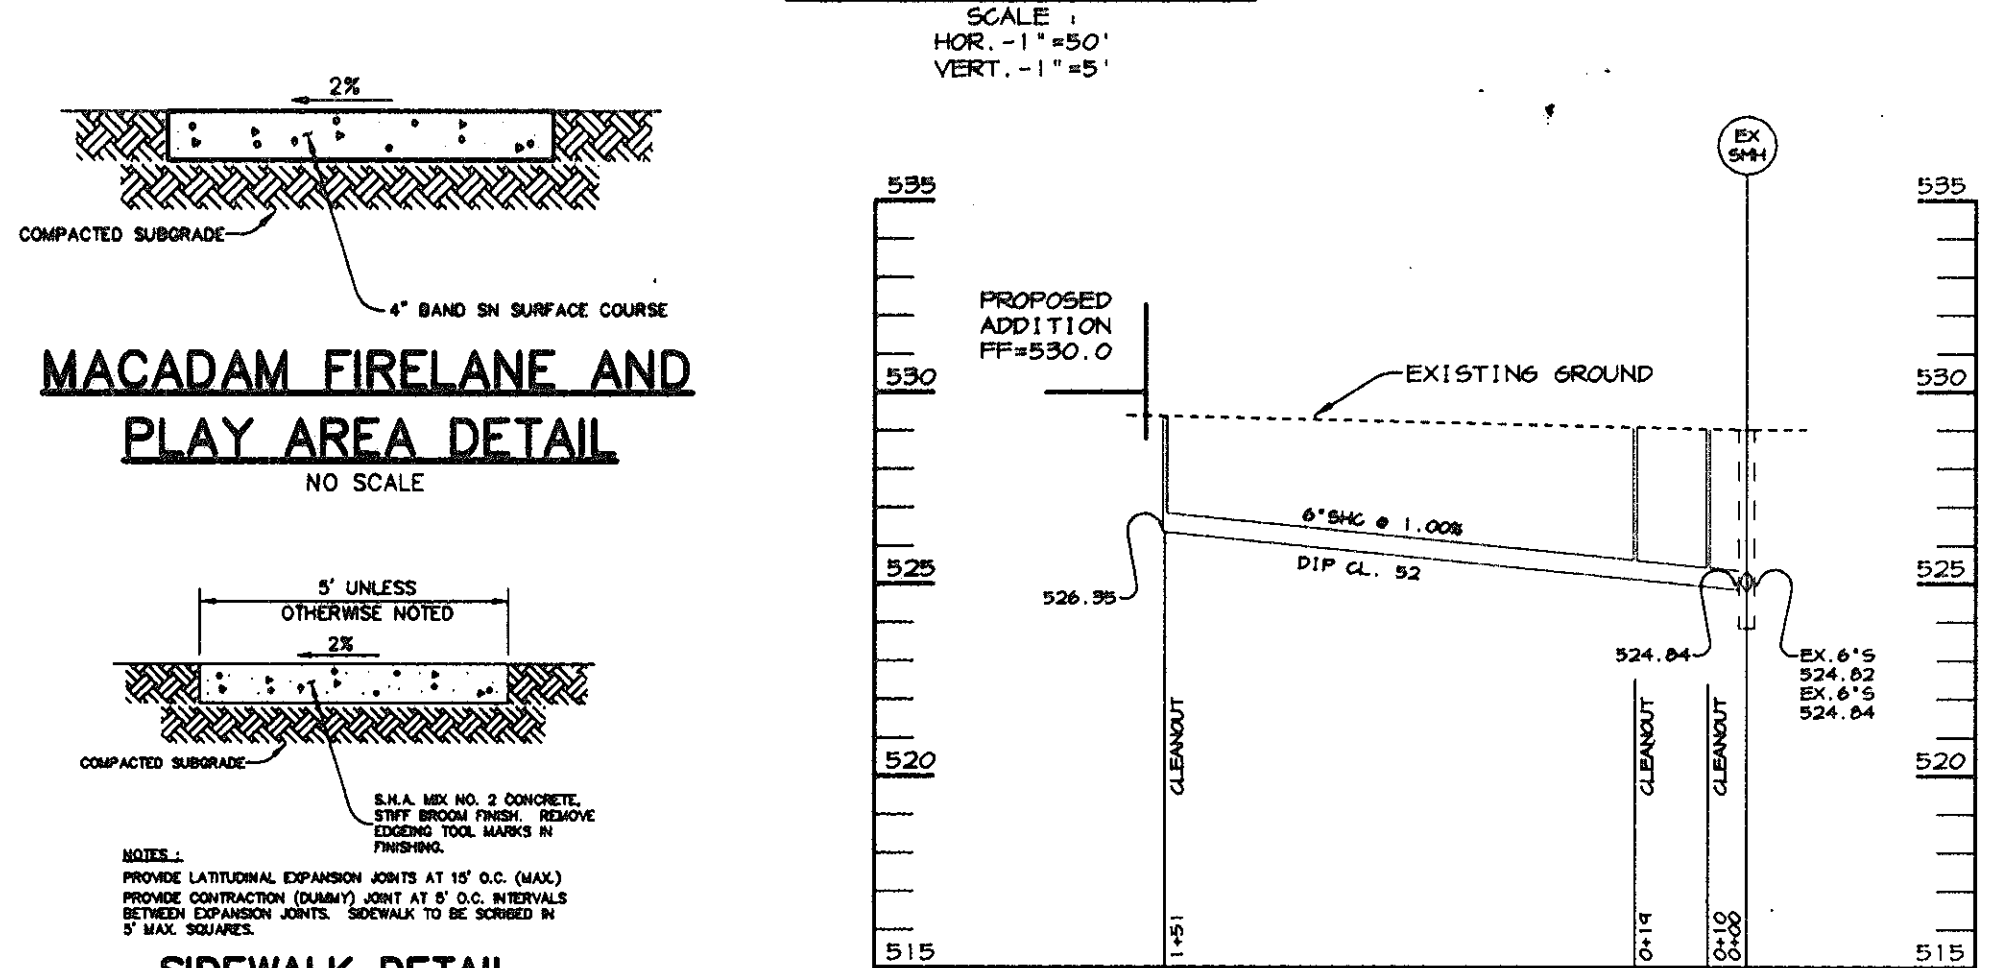 SCALE :
HOR. -1"=50'
VERT. -1"=5'
2%
COMPACTED SUBGRADE
4" BAND SN SURFACE COURSE
MACADAM FIRELANE AND
PLAY AREA DETAIL
NO SCALE
5' UNLESS
OTHERWISE NOTED
2%
COMPACTED SUBGRADE
S.H.A. MIX NO. 2 CONCRETE,
STIFF BROOM FINISH. REMOVE
EDGEING TOOL MARKS IN
FINISHING.
NOTES :
PROVIDE LATITUDINAL EXPANSION JOINTS AT 15' O.C. (MAX.)
PROVIDE CONTRACTION (DUMMY) JOINT AT 5' O.C. INTERVALS
BETWEEN EXPANSION JOINTS. SIDEWALK TO BE SCRIBED IN
5' MAX. SQUARES.
SIDEWALK DETAIL
EX
SMH
535
535
PROPOSED
ADDITION
FF=530.0
530
EXISTING GROUND
530
6"SHC @ 1.00%
DIP CL. 52
525
525
526.35
524.84
EX.6"S
524.82
EX.6"S
524.84
520
520
CLEANOUT
CLEANOUT
CLEANOUT
1+51
0+19
0+10
0+00
515
515